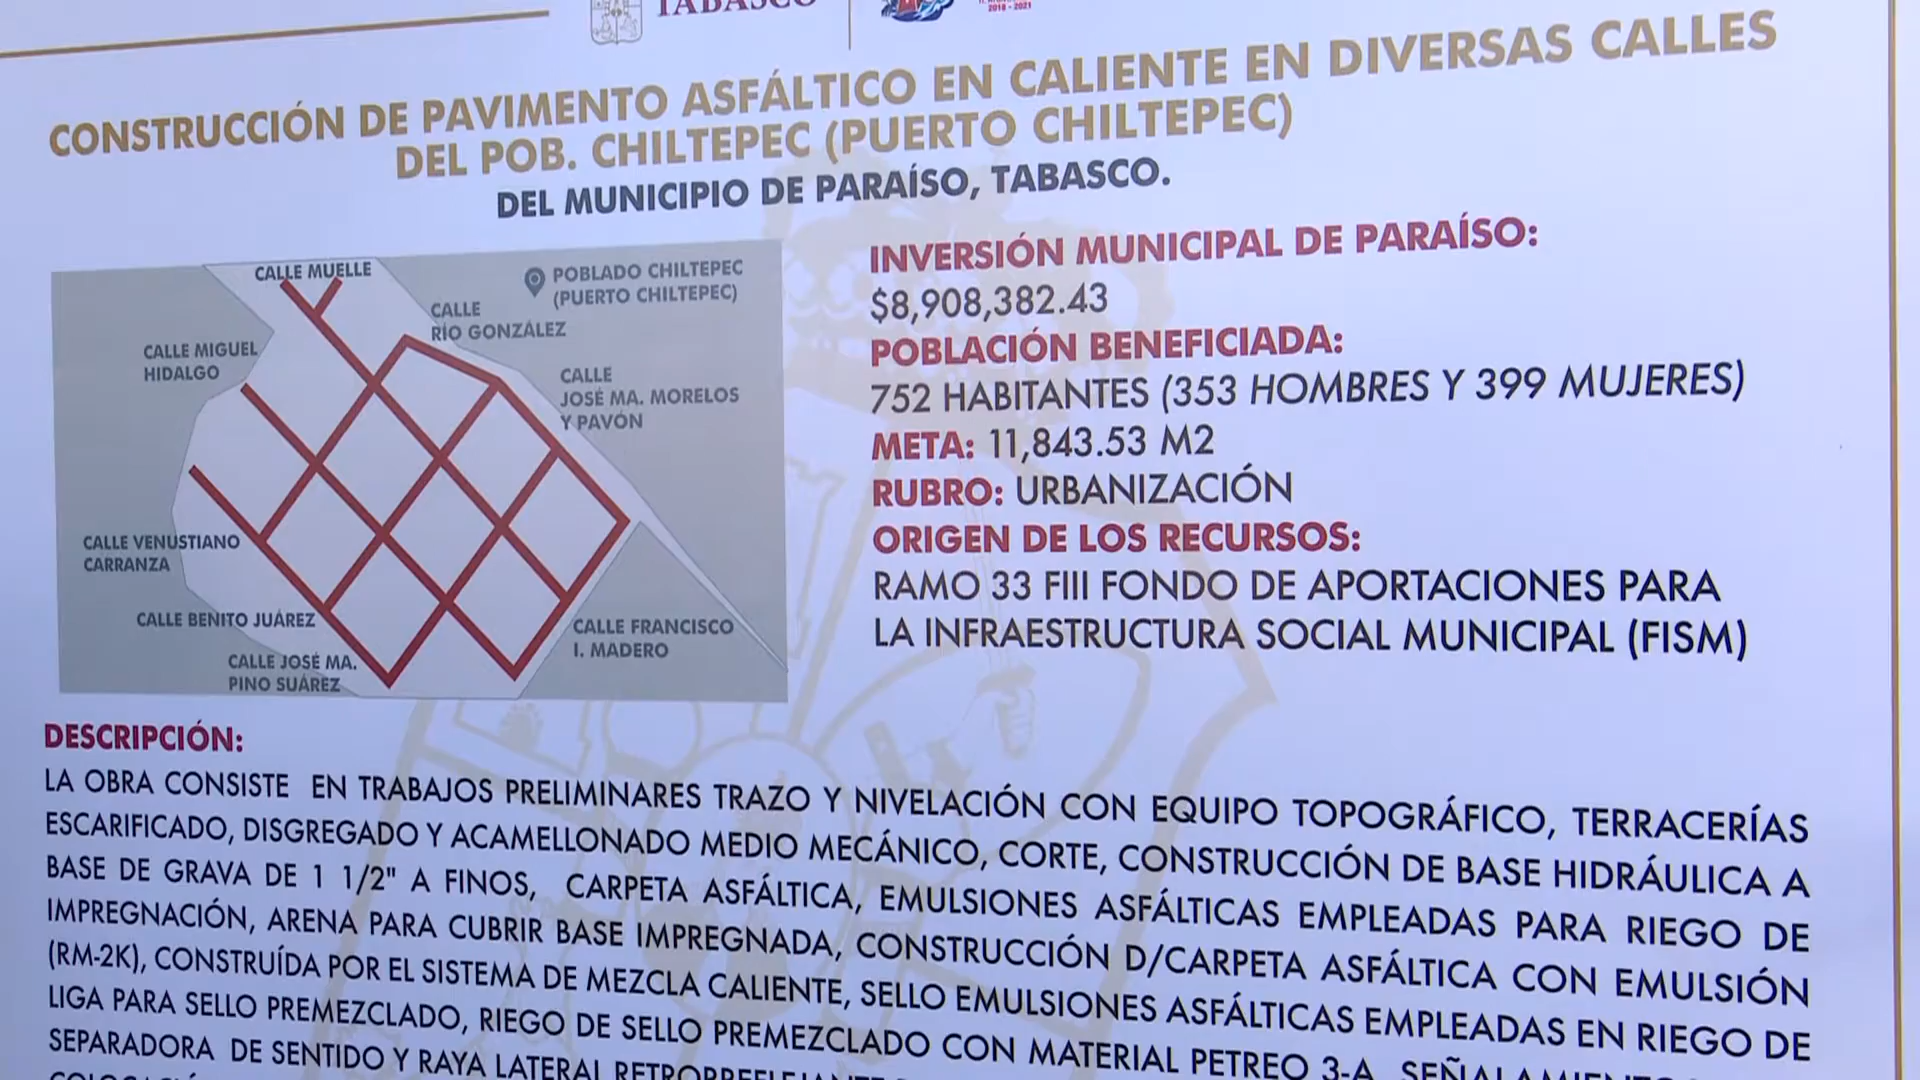 TABASCO
2018 - 2021
CONSTRUCCIÓN DE PAVIMENTO ASFÁLTICO EN CALIENTE EN DIVERSAS CALLES
DEL POB. CHILTEPEC (PUERTO CHILTEPEC)
DEL MUNICIPIO DE PARAÍSO, TABASCO.
CALLE MUELLE
POBLADO CHILTEPEC
(PUERTO CHILTEPEC)
CALLE
RÍO GONZÁLEZ
CALLE MIGUEL
HIDALGO
CALLE
JOSÉ MA. MORELOS
Y PAVÓN
CALLE VENUSTIANO
CARRANZA
CALLE BENITO JUÁREZ
CALLE FRANCISCO
I. MADERO
CALLE JOSÉ MA.
PINO SUÁREZ
INVERSIÓN MUNICIPAL DE PARAÍSO:
$8,908,382.43
POBLACIÓN BENEFICIADA:
752 HABITANTES (353 HOMBRES Y 399 MUJERES)
META: 11,843.53 M2
RUBRO: URBANIZACIÓN
ORIGEN DE LOS RECURSOS:
RAMO 33 FIII FONDO DE APORTACIONES PARA
LA INFRAESTRUCTURA SOCIAL MUNICIPAL (FISM)
DESCRIPCIÓN:
LA OBRA CONSISTE EN TRABAJOS PRELIMINARES TRAZO Y NIVELACIÓN CON EQUIPO TOPOGRÁFICO, TERRACERÍAS
ESCARIFICADO, DISGREGADO Y ACAMELLONADO MEDIO MECÁNICO, CORTE, CONSTRUCCIÓN DE BASE HIDRÁULICA A
BASE DE GRAVA DE 1 1/2" A FINOS, CARPETA ASFÁLTICA, EMULSIONES ASFÁLTICAS EMPLEADAS PARA RIEGO DE
IMPREGNACIÓN, ARENA PARA CUBRIR BASE IMPREGNADA, CONSTRUCCIÓN D/CARPETA ASFÁLTICA CON EMULSIÓN
(RM-2K), CONSTRUÍDA POR EL SISTEMA DE MEZCLA CALIENTE, SELLO EMULSIONES ASFÁLTICAS EMPLEADAS EN RIEGO DE
LIGA PARA SELLO PREMEZCLADO, RIEGO DE SELLO PREMEZCLADO CON MATERIAL PETREO 3-A
SEPARADORA DE SENTIDO Y RAYA LATERAL